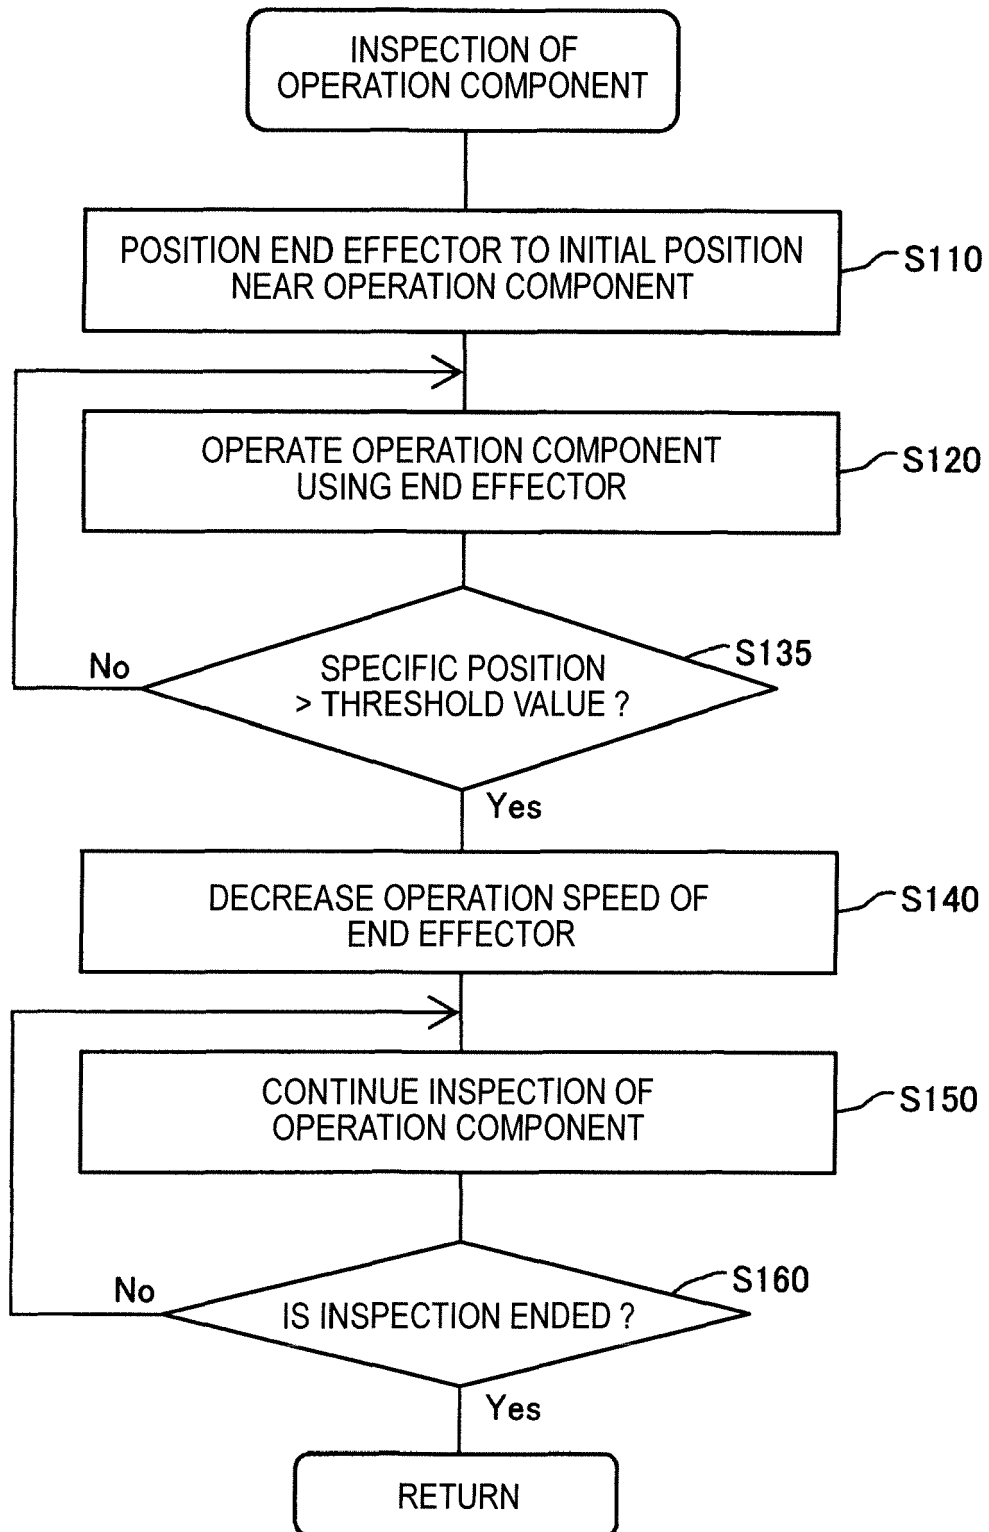 INSPECTION OF
OPERATION COMPONENT
POSITION END EFFECTOR TO INITIAL POSITION
NEAR OPERATION COMPONENT
S110
OPERATE OPERATION COMPONENT
USING END EFFECTOR
S120
SPECIFIC POSITION
> THRESHOLD VALUE ?
S135
No
Yes
DECREASE OPERATION SPEED OF
END EFFECTOR
S140
CONTINUE INSPECTION OF
OPERATION COMPONENT
S150
IS INSPECTION ENDED ?
S160
No
Yes
RETURN